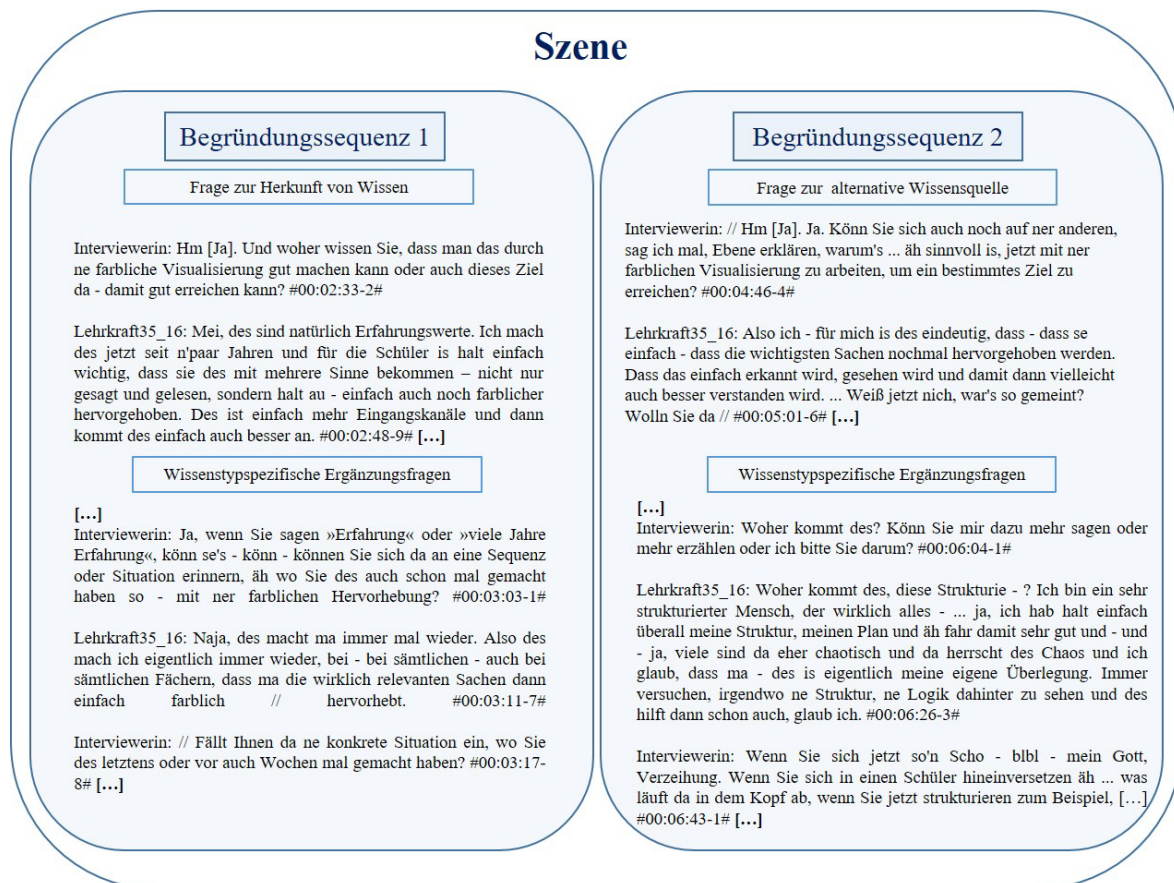 Szene
Begründungssequenz 1
Frage zur Herkunft von Wissen
Interviewerin: Hm [Ja]. Und woher wissen Sie, dass man das durch
ne farbliche Visualisierung gut machen kann oder auch dieses Ziel
da - damit gut erreichen kann? #00:02:33-2#
Lehrkraft35_16: Mei, des sind natürlich Erfahrungswerte. Ich mach
des jetzt seit n'paar Jahren und für die Schüler is halt einfach
wichtig, dass sie des mit mehrere Sinne bekommen – nicht nur
gesagt und gelesen, sondern halt au - einfach auch noch farblicher
hervorgehoben. Des ist einfach mehr Eingangskanäle und dann
kommt des einfach auch besser an. #00:02:48-9# [...]
Wissenstypspezifische Ergänzungsfragen
[...]
Interviewerin: Ja, wenn Sie sagen »Erfahrung« oder »viele Jahre
Erfahrung«, könn se's - könn - können Sie sich da an eine Sequenz
oder Situation erinnern, äh wo Sie des auch schon mal gemacht
haben so - mit ner farblichen Hervorhebung? #00:03:03-1#
Lehrkraft35_16: Naja, des macht ma immer mal wieder. Also des
mach ich eigentlich immer wieder, bei - bei sämtlichen - auch bei
sämtlichen Fächern, dass ma die wirklich relevanten Sachen dann
einfach farblich // hervorhebt. #00:03:11-7#
Interviewerin: // Fällt Ihnen da ne konkrete Situation ein, wo Sie
des letztens oder vor auch Wochen mal gemacht haben? #00:03:17-
8# [...]
Begründungssequenz 2
Frage zur alternative Wissensquelle
Interviewerin: // Hm [Ja]. Ja. Könn Sie sich auch noch auf ner anderen,
sag ich mal, Ebene erklären, warum's ... äh sinnvoll is, jetzt mit ner
farblichen Visualisierung zu arbeiten, um ein bestimmtes Ziel zu
erreichen? #00:04:46-4#
Lehrkraft35_16: Also ich - für mich is des eindeutig, dass - dass se
einfach - dass die wichtigsten Sachen nochmal hervorgehoben werden.
Dass das einfach erkannt wird, gesehen wird und damit dann vielleicht
auch besser verstanden wird. ... Weiß jetzt nich, war's so gemeint?
Wolln Sie da // #00:05:01-6# [...]
Wissenstypspezifische Ergänzungsfragen
[...]
Interviewerin: Woher kommt des? Könn Sie mir dazu mehr sagen oder
mehr erzählen oder ich bitte Sie darum? #00:06:04-1#
Lehrkraft35_16: Woher kommt des, diese Strukturie - ? Ich bin ein sehr
strukturierter Mensch, der wirklich alles - ... ja, ich hab halt einfach
überall meine Struktur, meinen Plan und äh fahr damit sehr gut und - und
- ja, viele sind da eher chaotisch und da herrscht des Chaos und ich
glaub, dass ma - des is eigentlich meine eigene Überlegung. Immer
versuchen, irgendwo ne Struktur, ne Logik dahinter zu sehen und des
hilft dann schon auch, glaub ich. #00:06:26-3#
Interviewerin: Wenn Sie sich jetzt so'n Scho - blbl - mein Gott,
Verzeihung. Wenn Sie sich in einen Schüler hineinversetzen äh ... was
läuft da in dem Kopf ab, wenn Sie jetzt strukturieren zum Beispiel, [...]
#00:06:43-1# [...]